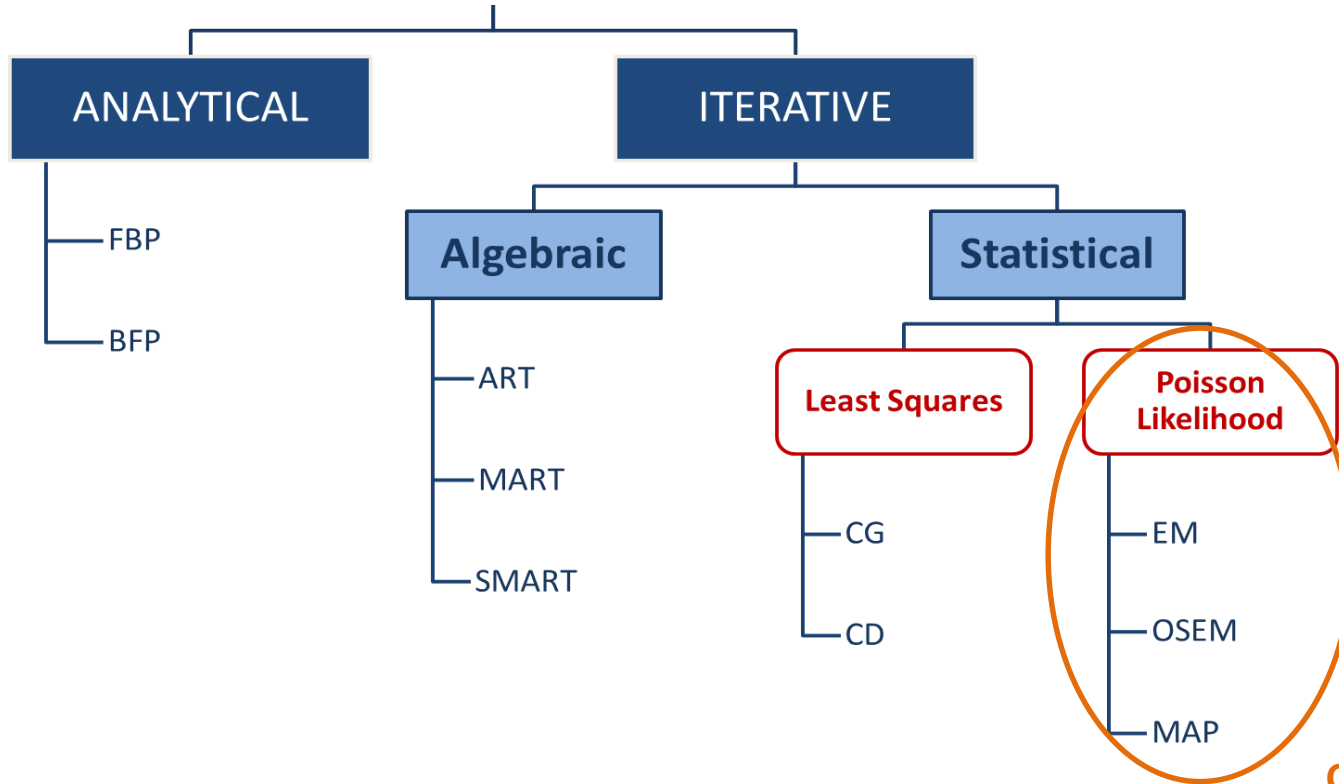 ANALYTICAL
ITERATIVE
FBP
BFP
Algebraic
Statistical
ART
MART
SMART
Least Squares
Poisson
Likelihood
CG
CD
EM
OSEM
MAP